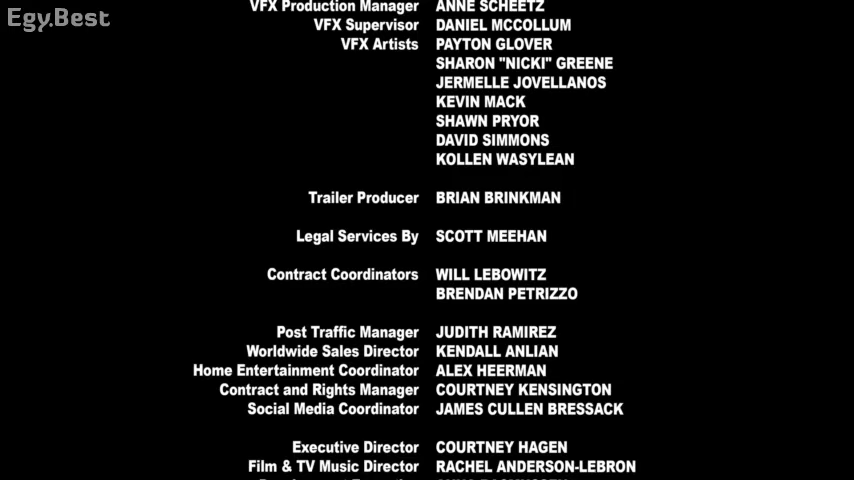 VFX Production Manager ANNE SCHEETZ
Egy.Best
VFX Supervisor DANIEL MCCOLLUM
VFX Artists PAYTON GLOVER
SHARON "NICKI" GREENE
JERMELLE JOVELLANOS
KEVIN MACK
SHAWN PRYOR
DAVID SIMMONS
KOLLEN WASYLEAN
Trailer Producer BRIAN BRINKMAN
Legal Services By SCOTT MEEHAN
Contract Coordinators WILL LEBOWITZ
BRENDAN PETRIZZO
Post Traffic Manager JUDITH RAMIREZ
Worldwide Sales Director KENDALL ANLIAN
Home Entertainment Coordinator ALEX HEERMAN
Contract and Rights Manager COURTNEY KENSINGTON
Social Media Coordinator JAMES CULLEN BRESSACK
Executive Director COURTNEY HAGEN
Film & TV Music Director RACHEL ANDERSON-LEBRON